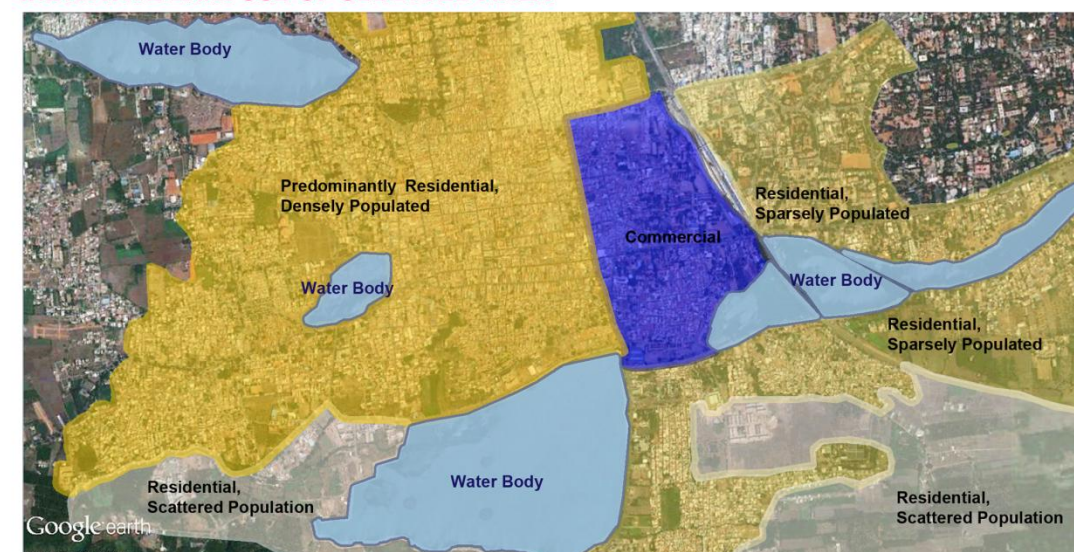 Water Body
Predominantly Residential,
Densely Populated
Residential,
Sparsely Populated
Commercial
Water Body
Water Body
Residential,
Sparsely Populated
Water Body
Residential,
Scattered Population
Residential,
Scattered Population
Google earth